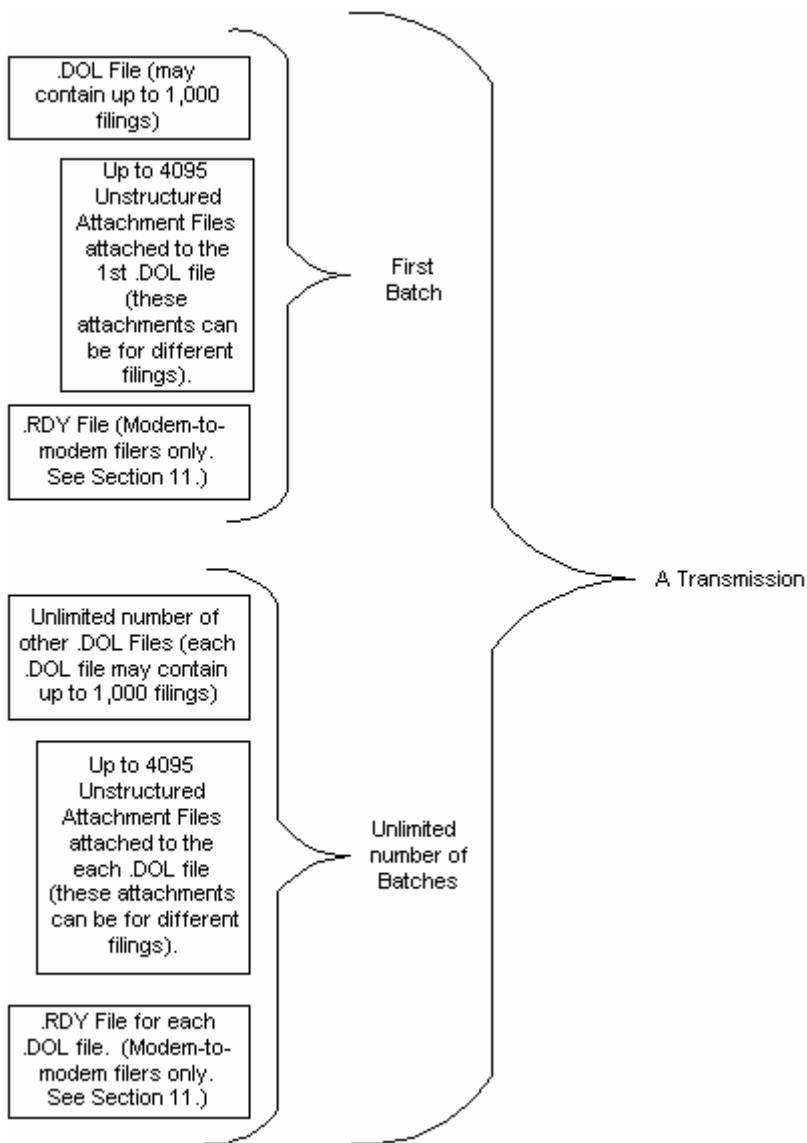 .DOL File (may
contain up to 1,000
filings)
Up to 4095
Unstructured
Attachment Files
attached to the
1st .DOL file
(these
attachments can
be for different
filings).
.RDY File (Modem-to-
modem filers only.
See Section 11.)
First
Batch
Unlimited number of
other .DOL Files (each
.DOL file may contain
up to 1,000 filings)
Up to 4095
Unstructured
Attachment Files
attached to the
each .DOL file
(these attachments
can be for different
filings).
.RDY File for each
.DOL file. (Modem-to-
modem filers only.
See Section 11.)
Unlimited
number of
Batches
A Transmission